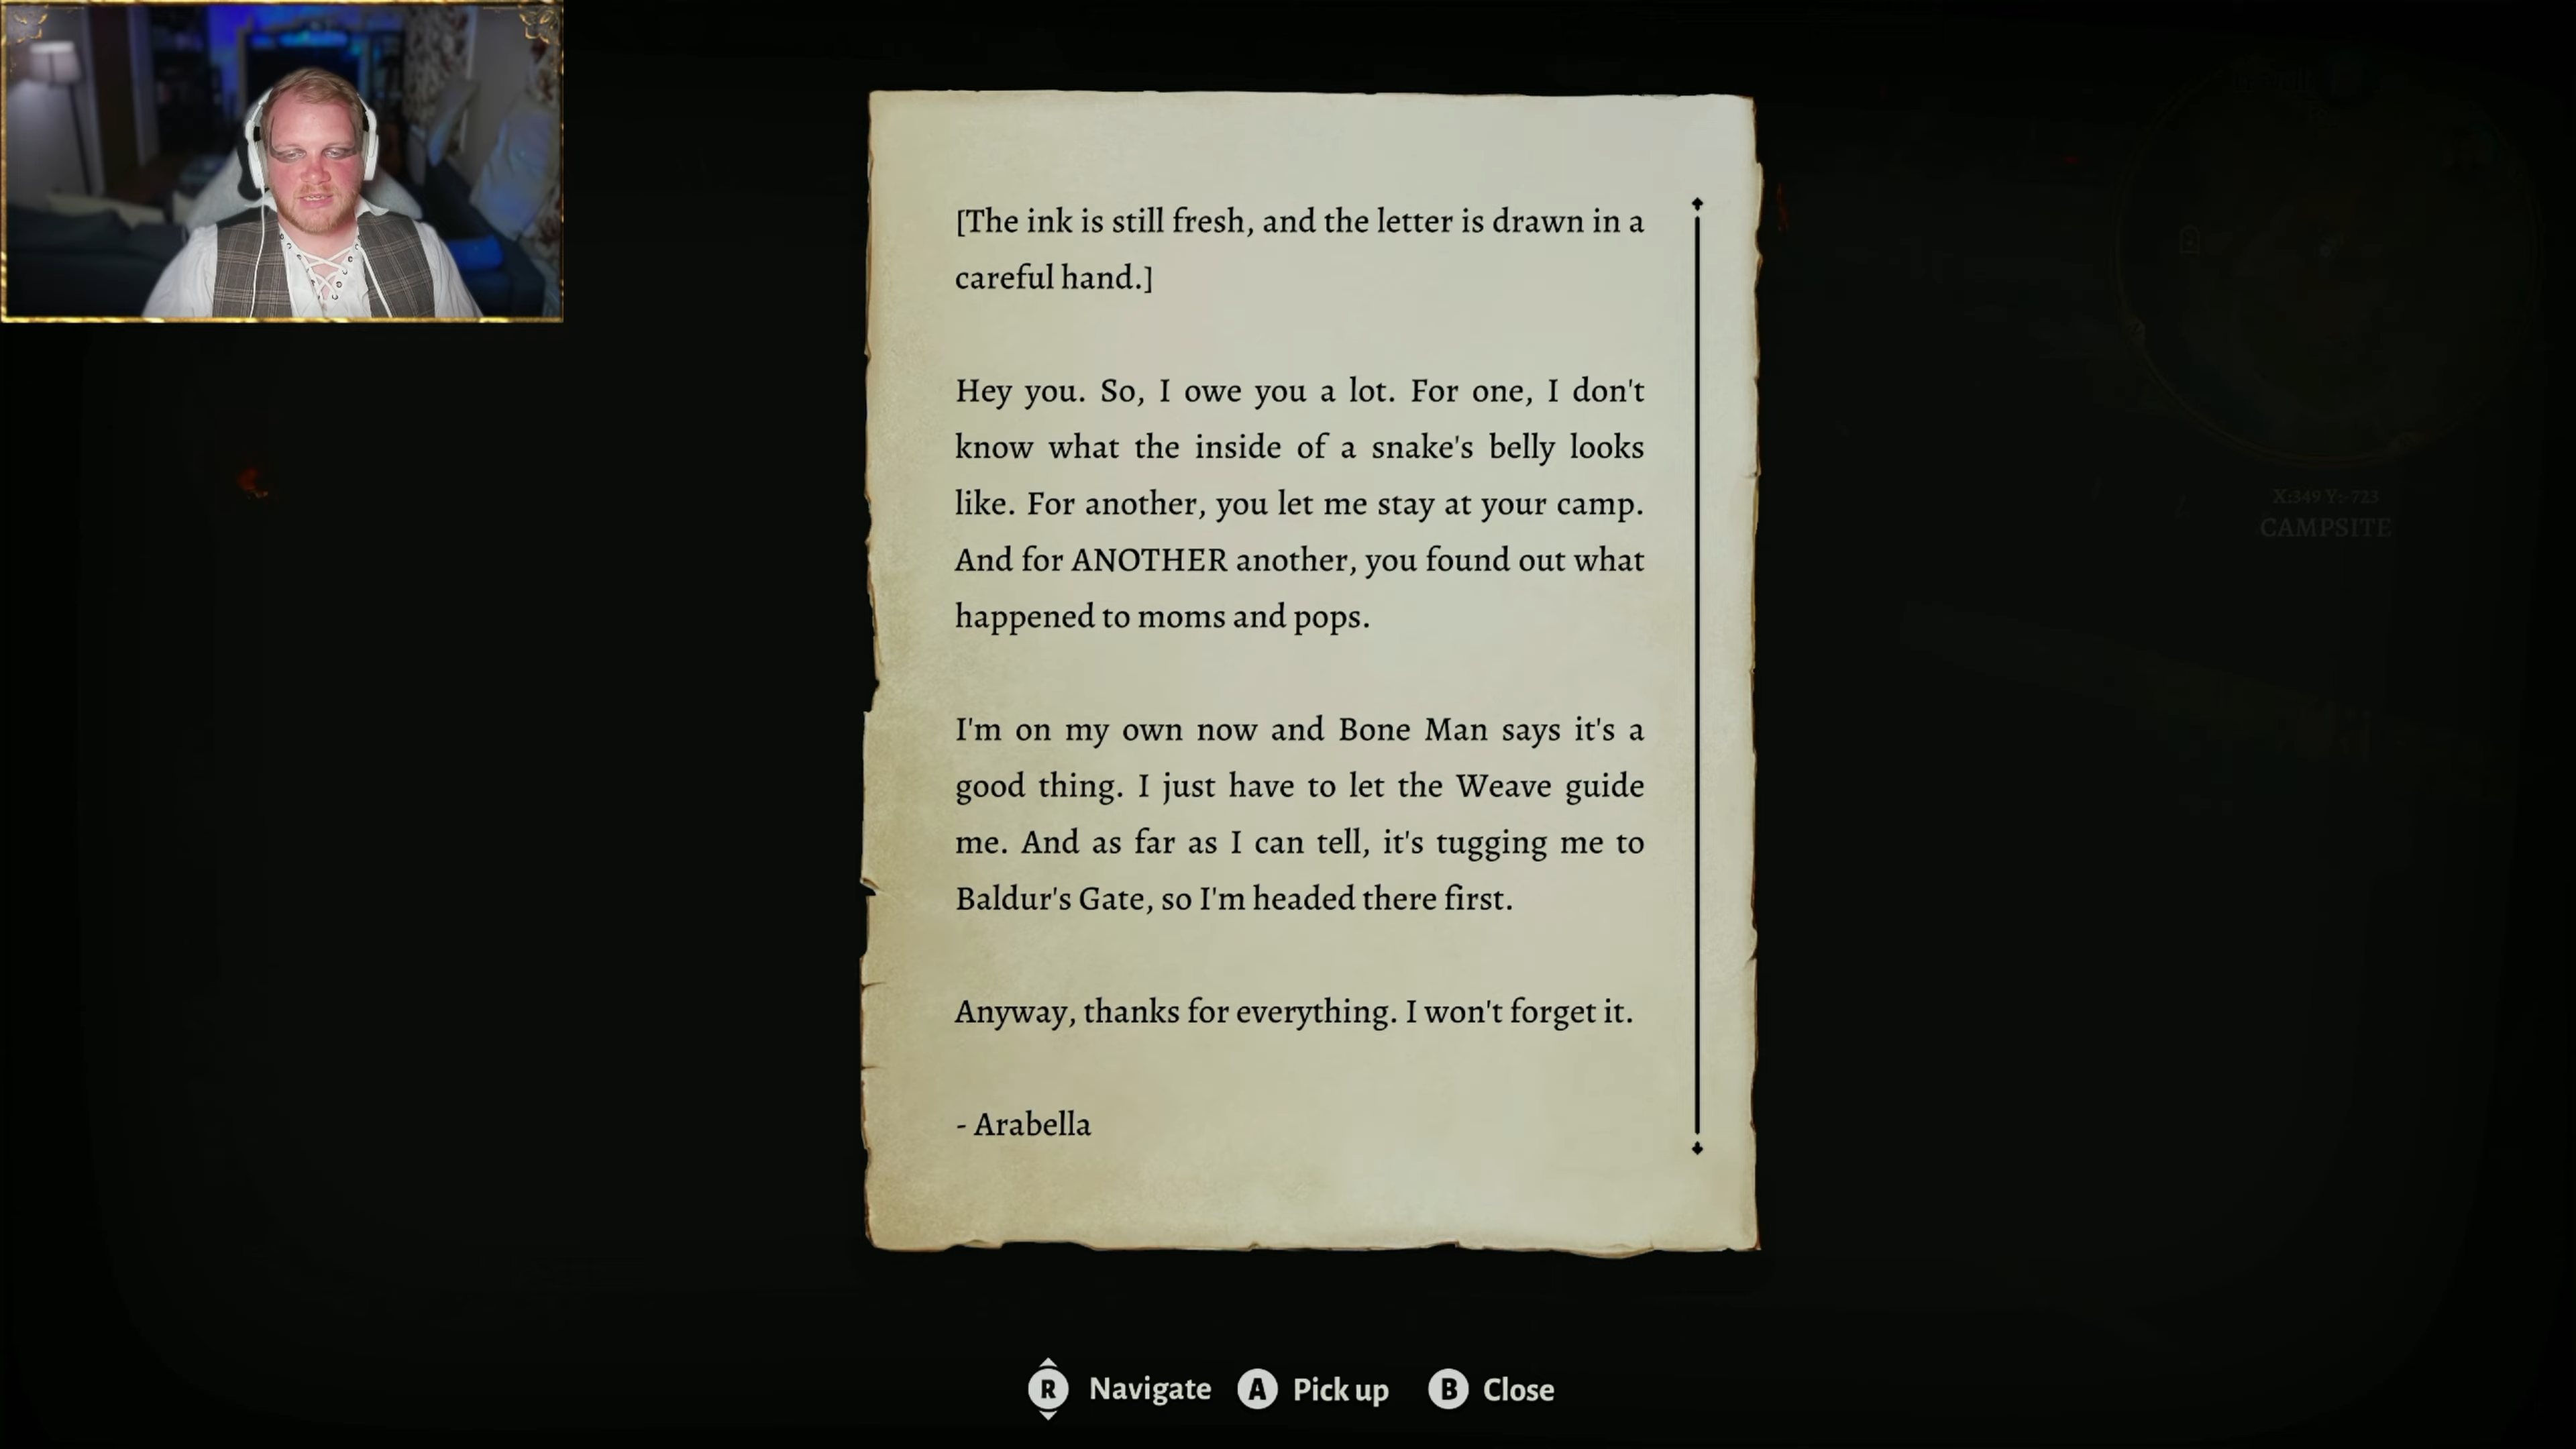 [The ink is still fresh, and the letter is drawn in a
careful hand.]
Hey you. So, I owe you a lot. For one, I don't
know what the inside of a snake's belly looks
like. For another, you let me stay at your camp.
And for ANOTHER another, you found out what
happened to moms and pops.
I'm on my own now and Bone Man says it's a
good thing. I just have to let the Weave guide
me. And as far as I can tell, it's tugging me to
Baldur's Gate, so I'm headed there first.
Anyway, thanks for everything. I won't forget it.
- Arabella
X:349 Y:-723
CAMPSITE
R Navigate A Pick up B Close